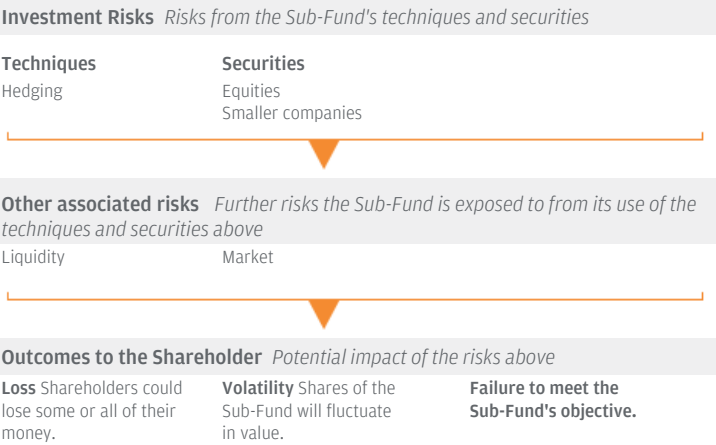 Investment Risks Risks from the Sub-Fund's techniques and securities
Techniques
Hedging
Securities
Equities
Smaller companies
Other associated risks Further risks the Sub-Fund is exposed to from its use of the
techniques and securities above
Liquidity
Market
Outcomes to the Shareholder Potential impact of the risks above
Loss Shareholders could
lose some or all of their
money.
Volatility Shares of the
Sub-Fund will fluctuate
in value.
Failure to meet the
Sub-Fund's objective.